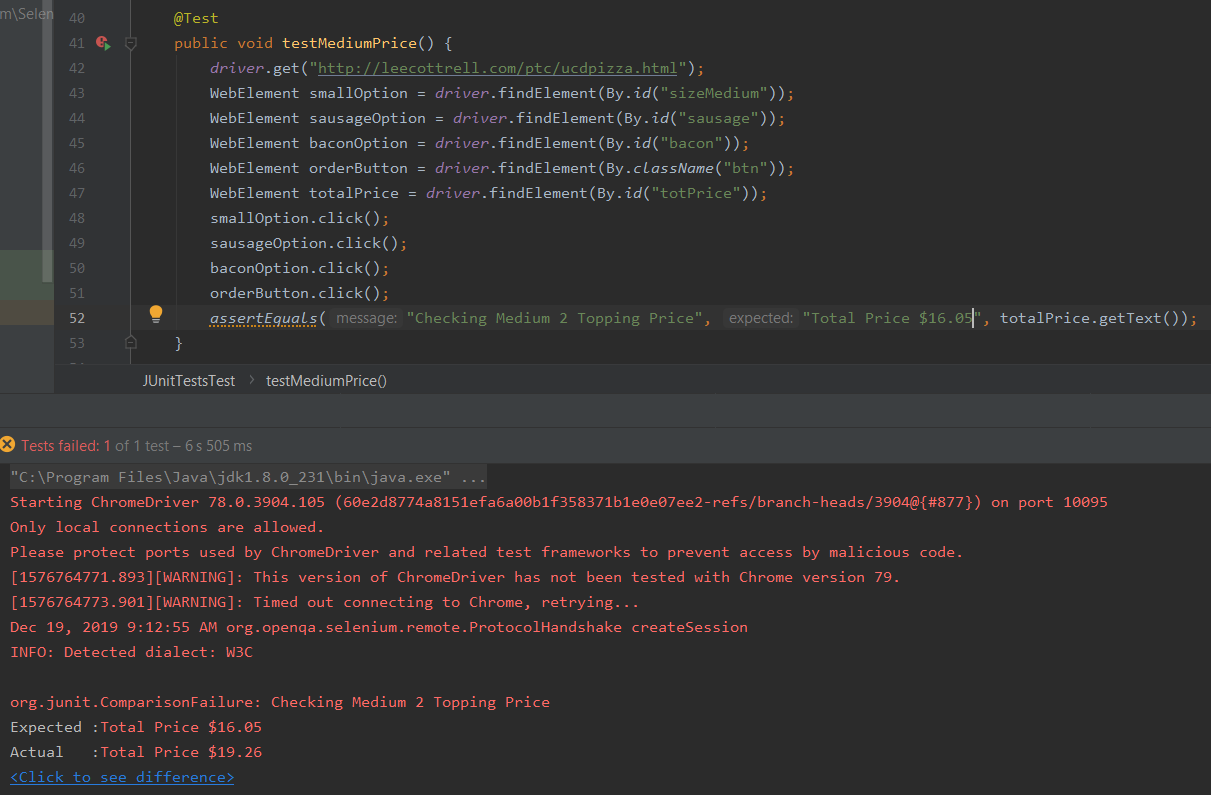 m\Selen
40 @Test
41 public void testMediumPrice() {
42 driver.get("http://leecottrell.com/ptc/ucdpizza.html");
43 WebElement smallOption = driver.findElement(By.id("sizeMedium"));
44 WebElement sausageOption = driver.findElement(By.id("sausage"));
45 WebElement baconOption = driver.findElement(By.id("bacon"));
46 WebElement orderButton = driver.findElement(By.className("btn"));
47 WebElement totalPrice = driver.findElement(By.id("totPrice"));
48 smallOption.click();
49 sausageOption.click();
50 baconOption.click();
51 orderButton.click();
52 assertEquals( message: "Checking Medium 2 Topping Price", expected: "Total Price $16.05", totalPrice.getText());
53 }
JUnitTestsTest > testMediumPrice()
Tests failed: 1 of 1 test – 6 s 505 ms
"C:\Program Files\Java\jdk1.8.0_231\bin\java.exe" ...
Starting ChromeDriver 78.0.3904.105 (60e2d8774a8151efa6a00b1f358371b1e0e07ee2-refs/branch-heads/3904@{#877}) on port 10095
Only local connections are allowed.
Please protect ports used by ChromeDriver and related test frameworks to prevent access by malicious code.
[1576764771.893][WARNING]: This version of ChromeDriver has not been tested with Chrome version 79.
[1576764773.901][WARNING]: Timed out connecting to Chrome, retrying...
Dec 19, 2019 9:12:55 AM org.openqa.selenium.remote.ProtocolHandshake createSession
INFO: Detected dialect: W3C
org.junit.ComparisonFailure: Checking Medium 2 Topping Price
Expected :Total Price $16.05
Actual :Total Price $19.26
<Click to see difference>